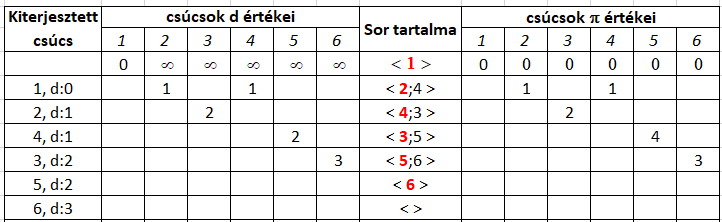 Kiterjesztett csúcs csúcsok d értékei Sor tartalma csúcsok π értékei
1 2 3 4 5 6 1 2 3 4 5 6
0 ∞ ∞ ∞ ∞ ∞ < 1 > 0 0 0 0 0 0
1, d:0 1 1 < 2;4 > 1 1
2, d:1 2 < 4;3 > 2
4, d:1 2 < 3;5 > 4
3, d:2 3 < 5;6 > 3
5, d:2 < 6 >
6, d:3 < >